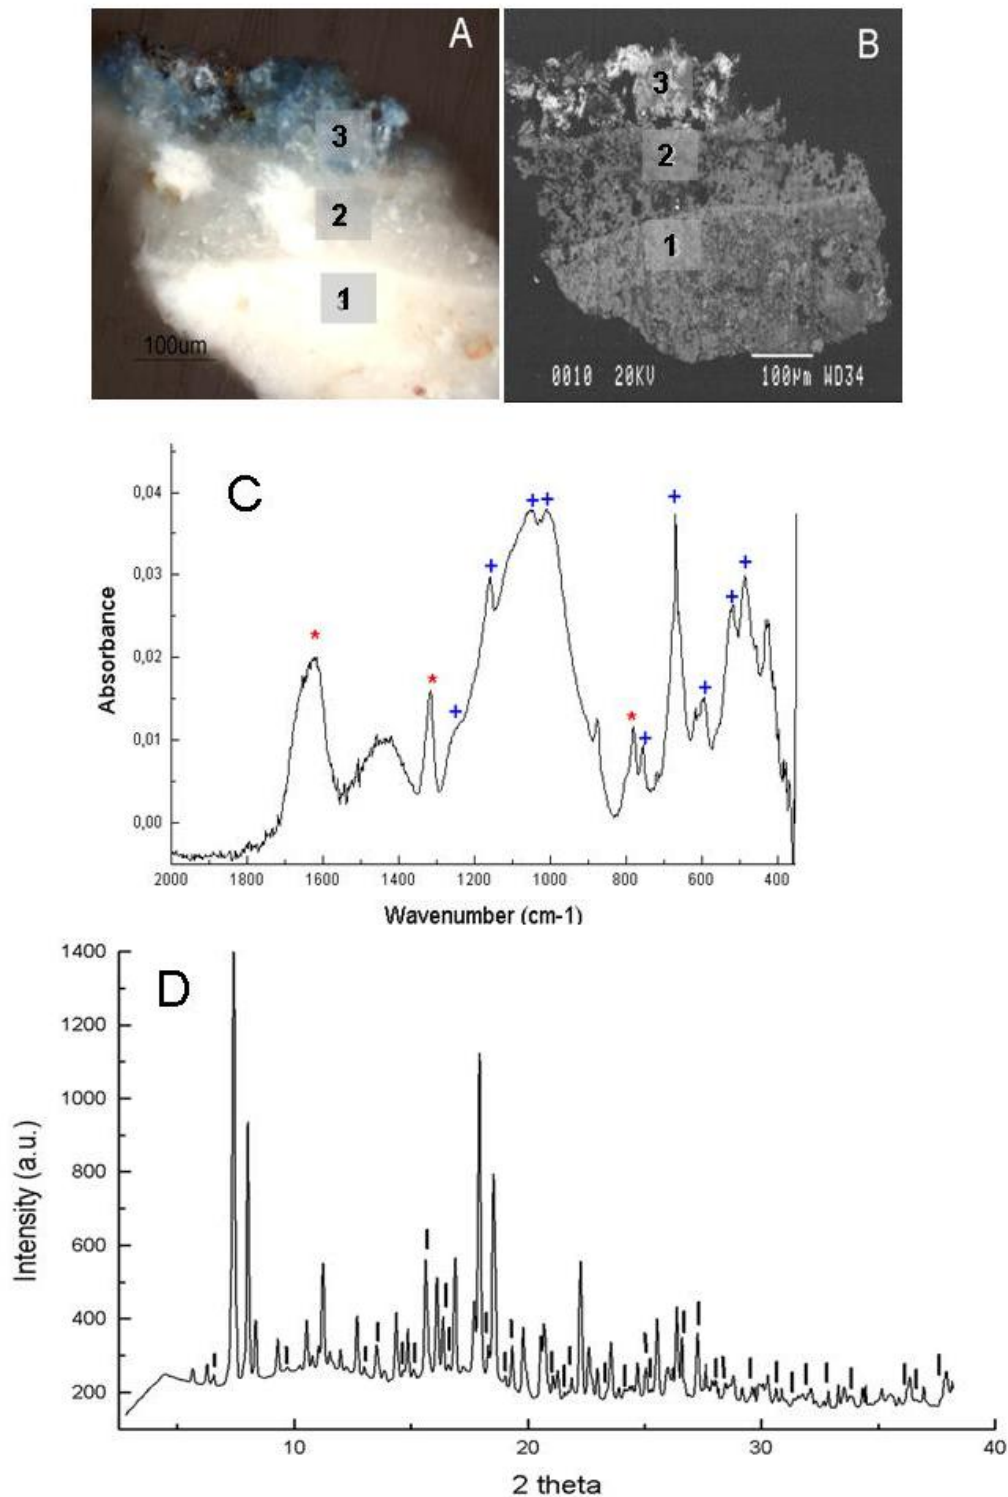 A
3
2
1
100um
B
3
2
1
0010 20KV 100µm WD34
C
Absorbance
0,04
0,03
0,02
0,01
0,00
2000 1800 1600 1400 1200 1000 800 600 400
Wavenumber (cm-1)
D
Intensity (a.u.)
1400
1200
1000
800
600
400
200
10 20 30 40
2 theta